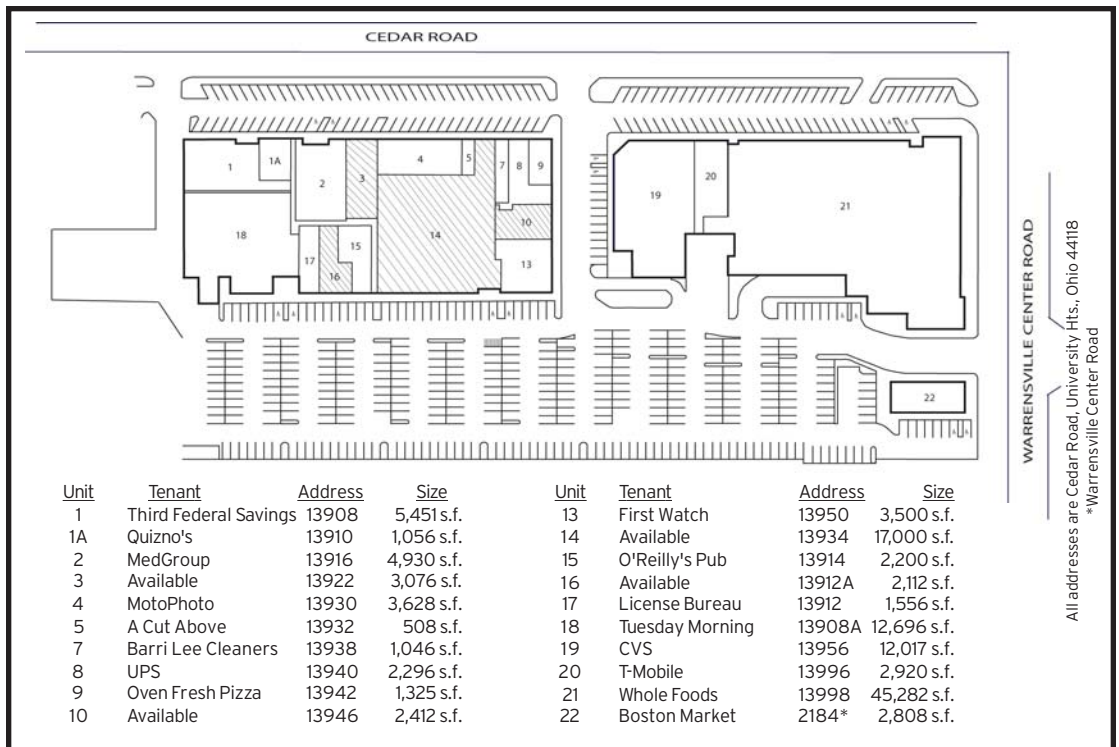 CEDAR ROAD
1
1A
2
3
4
5
7
8
9
10
13
14
15
16
17
18
19
20
21
22
WARRENSVILLE CENTER ROAD
All addresses are Cedar Road, University Hts., Ohio 44118
*Warrensville Center Road
Unit Tenant Address Size
1 Third Federal Savings 13908 5,451 s.f.
1A Quizno's 13910 1,056 s.f.
2 MedGroup 13916 4,930 s.f.
3 Available 13922 3,076 s.f.
4 MotoPhoto 13930 3,628 s.f.
5 A Cut Above 13932 508 s.f.
7 Barri Lee Cleaners 13938 1,046 s.f.
8 UPS 13940 2,296 s.f.
9 Oven Fresh Pizza 13942 1,325 s.f.
10 Available 13946 2,412 s.f.
Unit Tenant Address Size
13 First Watch 13950 3,500 s.f.
14 Available 13934 17,000 s.f.
15 O'Reilly's Pub 13914 2,200 s.f.
16 Available 13912A 2,112 s.f.
17 License Bureau 13912 1,556 s.f.
18 Tuesday Morning 13908A 12,696 s.f.
19 CVS 13956 12,017 s.f.
20 T-Mobile 13996 2,920 s.f.
21 Whole Foods 13998 45,282 s.f.
22 Boston Market 2184* 2,808 s.f.